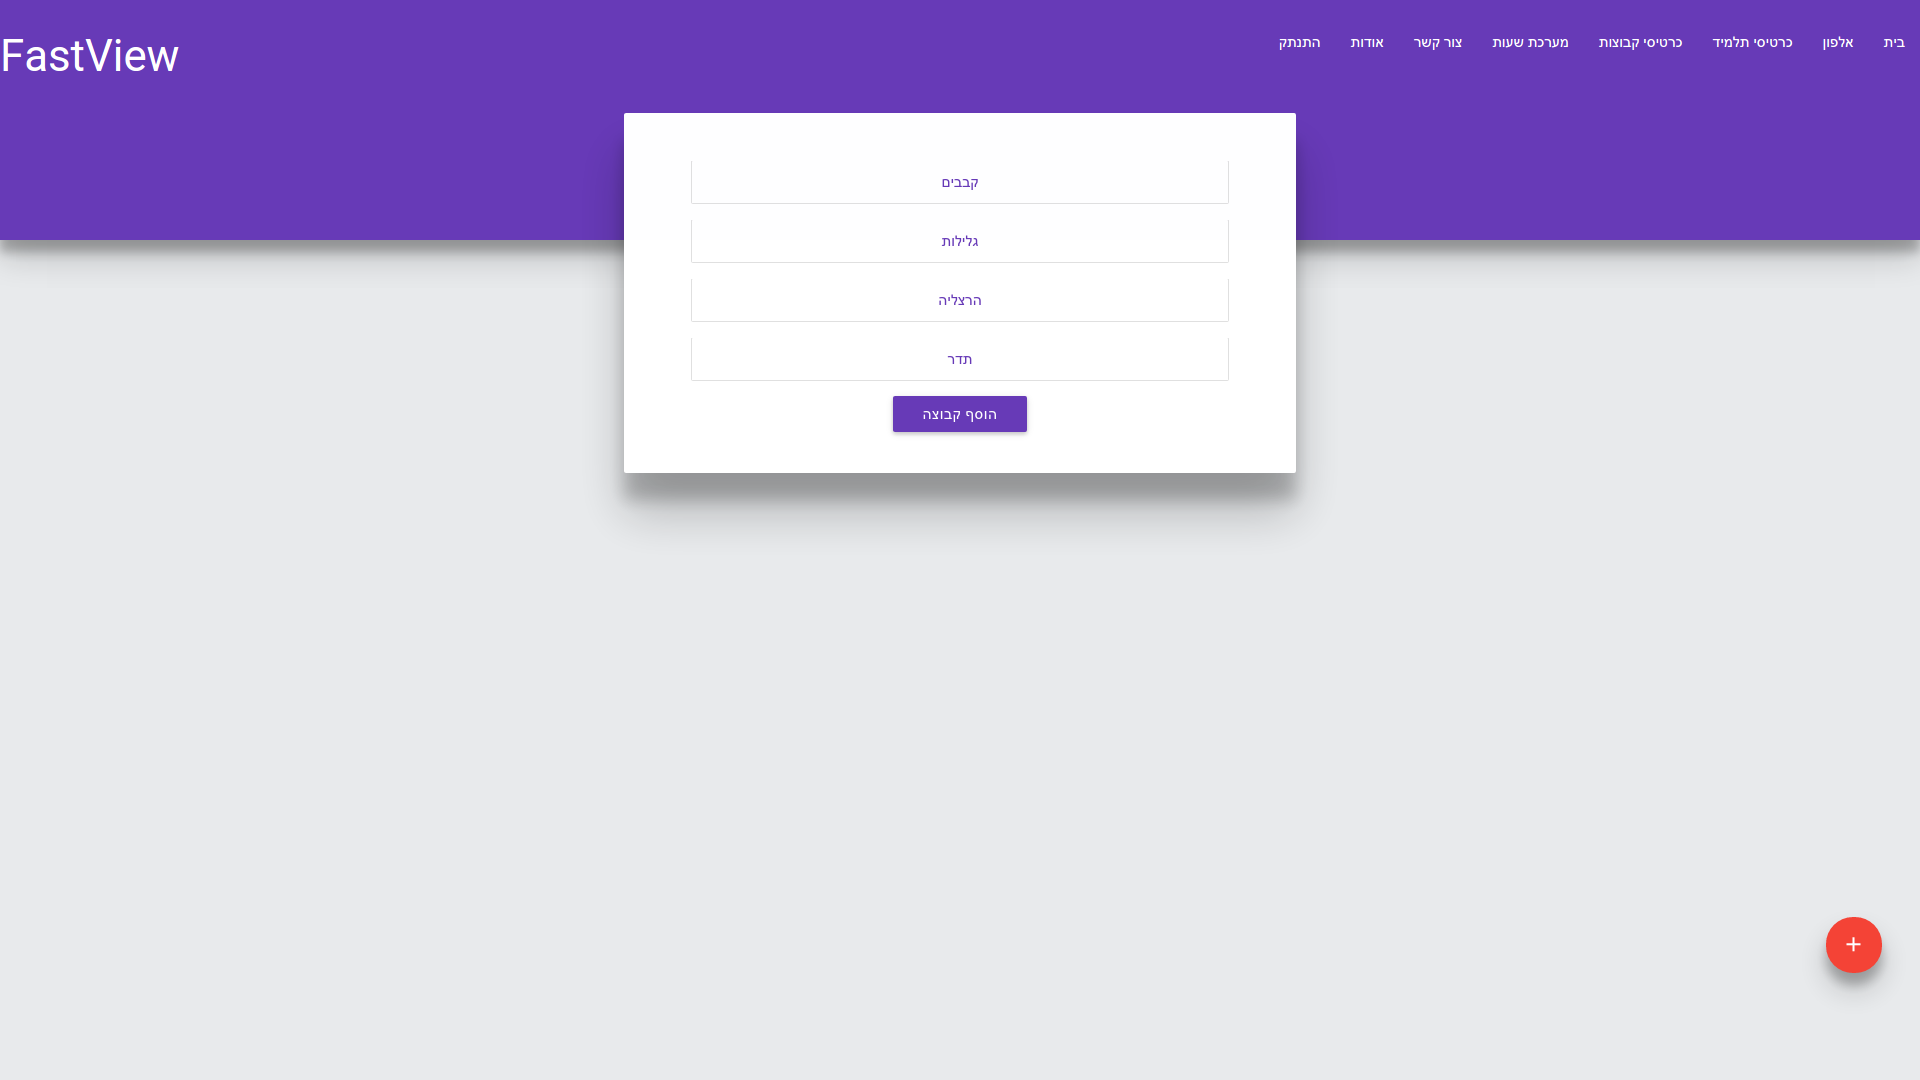 FastView
בית אלפון כרטיסי תלמיד כרטיסי קבוצות מערכת שעות צור קשר אודות התנתק
קבבים
גלילות
הרצליה
תדר
הוסף קבוצה
+